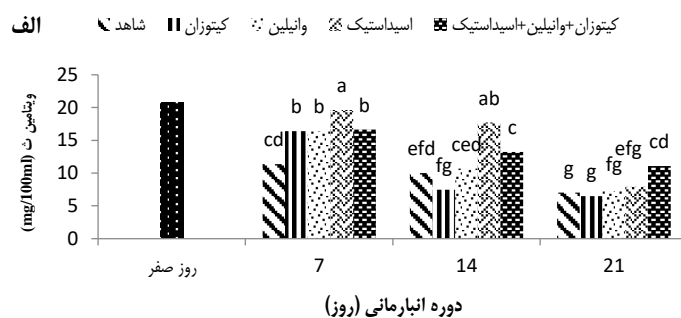 الف
شاهد کیتوزان وانیلین اسیداستیک کیتوزان+وانیلین+اسیداستیک
ویتامین ث (mg/100ml)
25
20
15
10
5
0
cd b b a b
efd fg ced ab c
g g fg efg cd
روز صفر 7 14 21
دوره انبارمانی (روز)